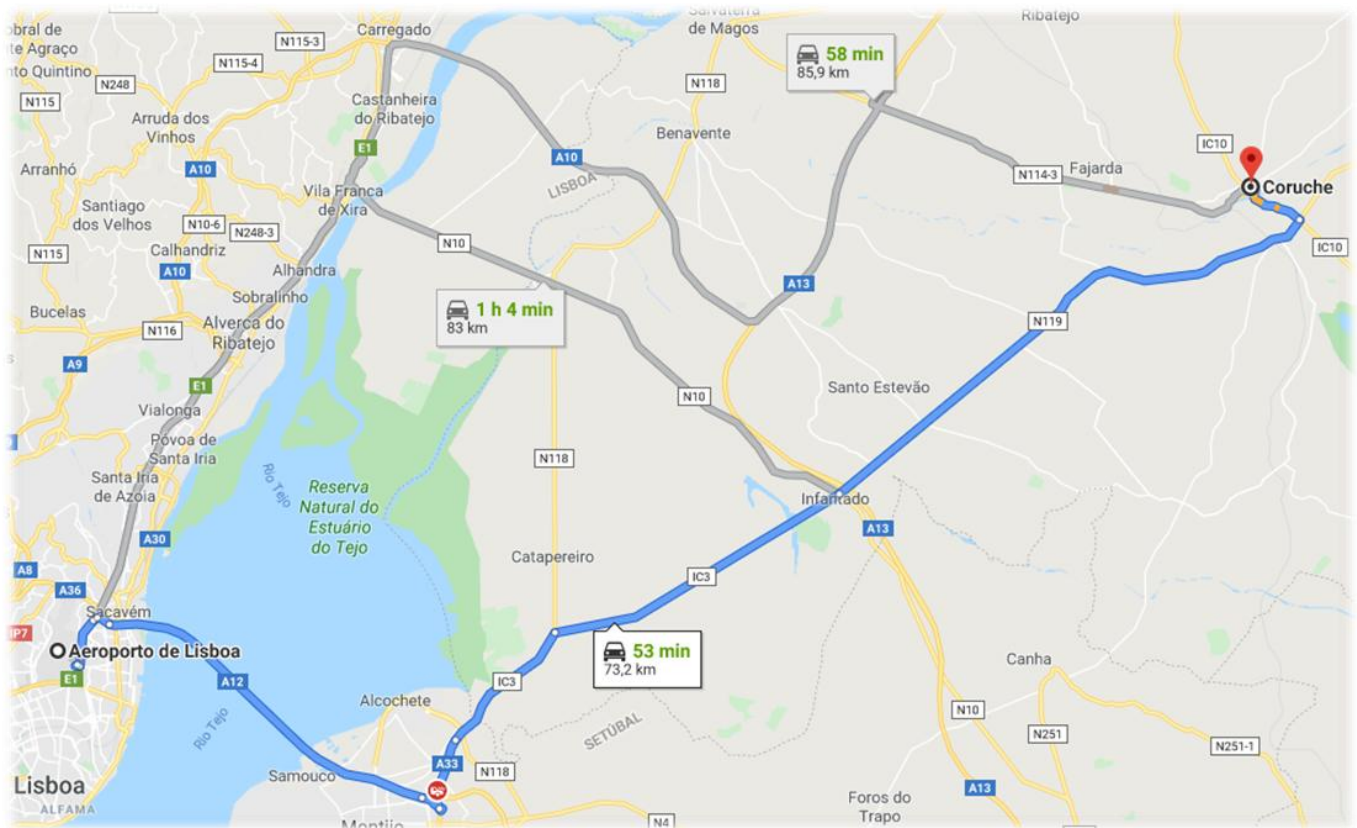 Sobral de
Monte Agraço
Santo Quintino
N115-3
Carregado
Salvaterra
de Magos
Ribatejo
N115-4
N248
58 min
85,9 km
N118
N115
Castanheira
do Ribatejo
Arruda dos
Vinhos
E1
Benavente
IC10
Arranhó
A10
A10
LISBOA
Fajarda
N114-3
Coruche
Vila Franca
de Xira
Santiago
dos Velhos
N10-6
N248-3
N10
IC10
N115
Calhandriz
A10
Alhandra
A13
Sobralinho
1 h 4 min
83 km
Bucelas
N116
Alverca do
Ribatejo
N119
A9
E1
Santo Estevão
N10
Vialonga
Póvoa de
Santa Iria
N118
Santa Iria
de Azoia
Rio Tejo
Reserva
Natural do
Estuário
do Tejo
Infantado
A13
A30
Catapereiro
A8
A36
IC3
Sacavém
IP7
Aeroporto de Lisboa
53 min
73,2 km
E1
A12
IC3
Canha
Alcochete
Rio Tejo
SETÚBAL
N10
N251
N251-1
A33
N118
Samouco
Lisboa
ALFAMA
A13
Foros do
Trapo
Montijo
N4